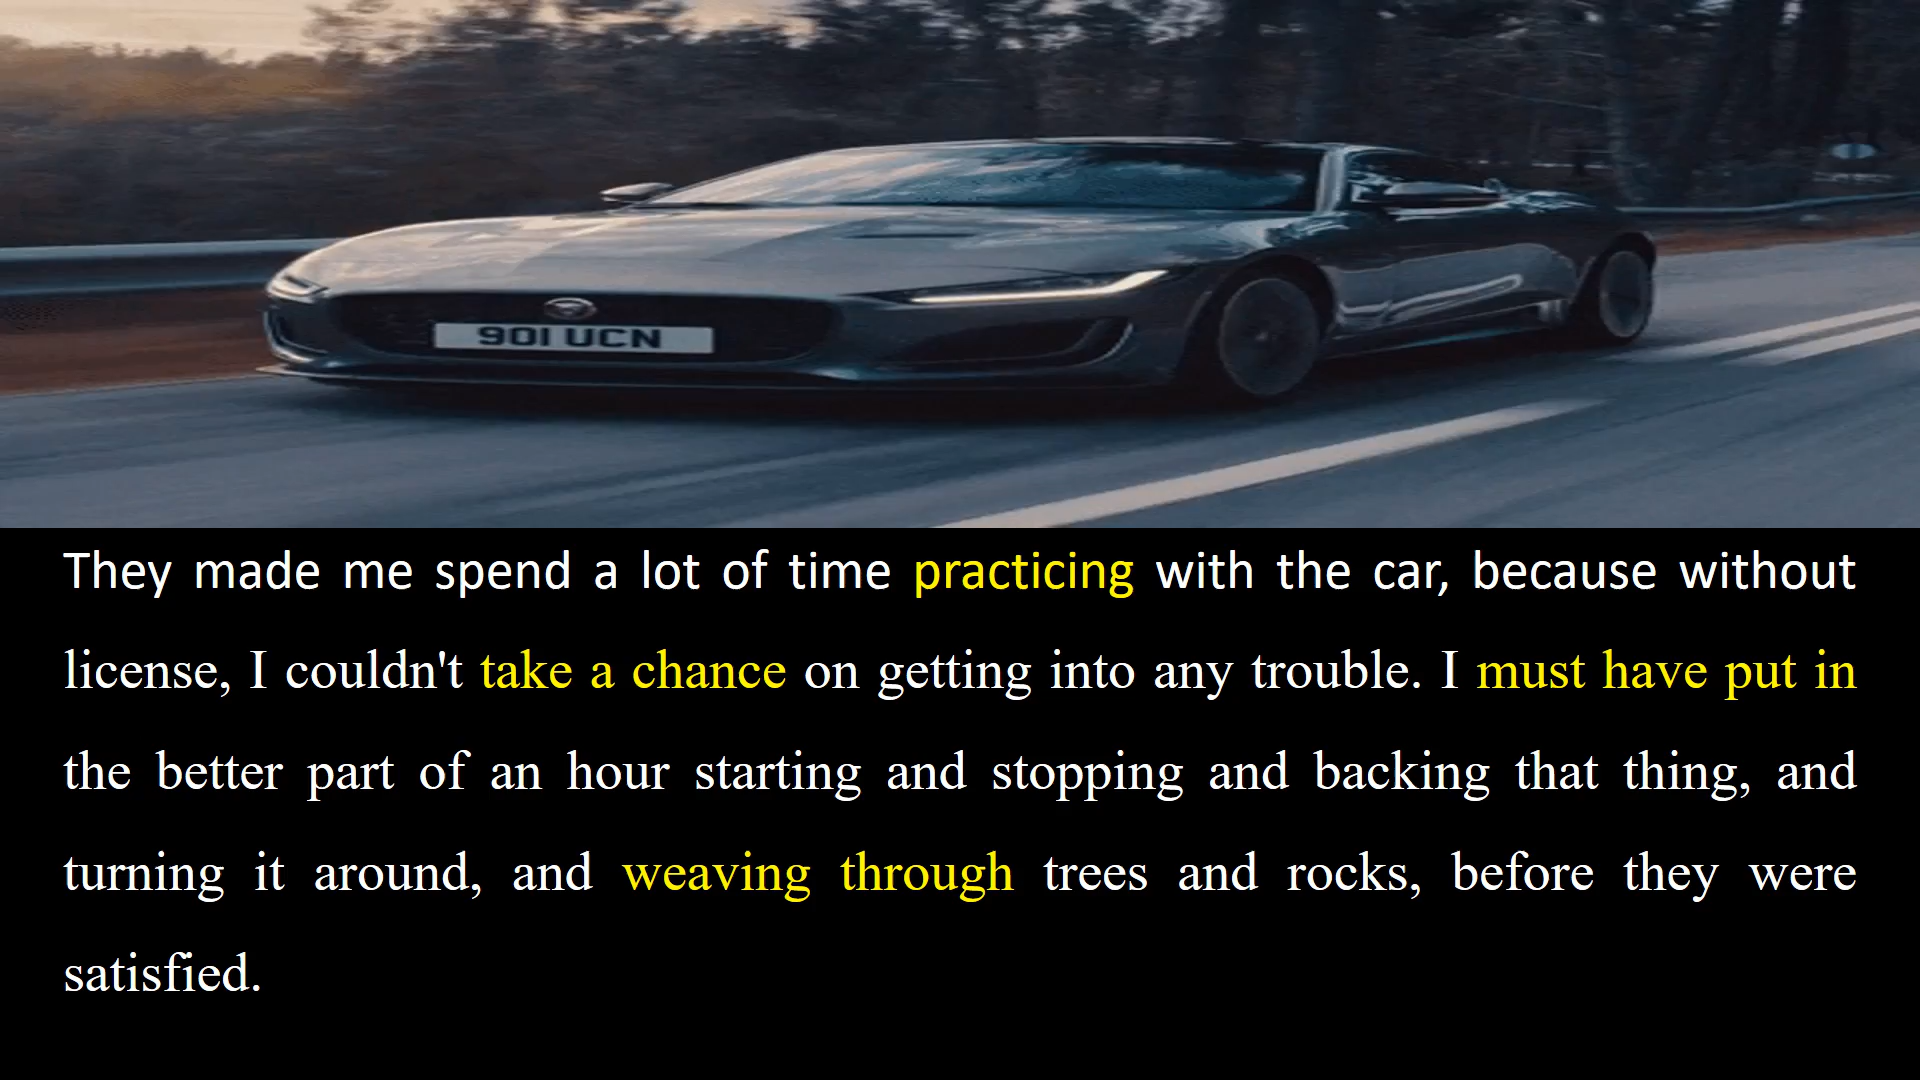 901 UCN
They made me spend a lot of time practicing with the car, because without
license, I couldn't take a chance on getting into any trouble. I must have put in
the better part of an hour starting and stopping and backing that thing, and
turning it around, and weaving through trees and rocks, before they were
satisfied.